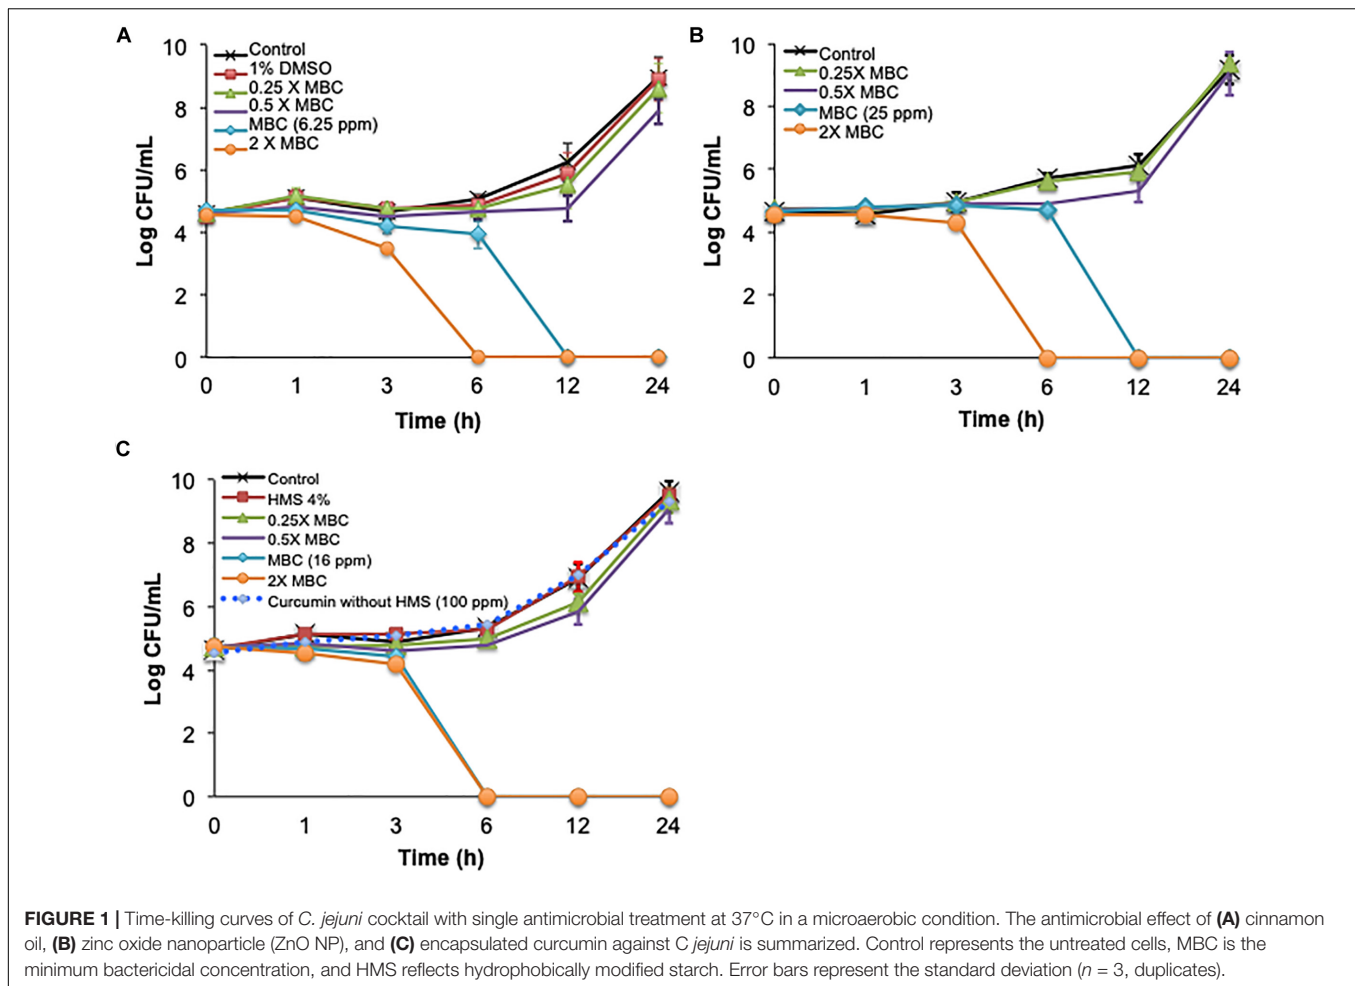 A
10
8
6
4
2
0
Log CFU/mL
Control
1% DMSO
0.25 X MBC
0.5 X MBC
MBC (6.25 ppm)
2 X MBC
0 1 3 6 12 24
Time (h)
B
10
8
6
4
2
0
Log CFU/mL
Control
0.25X MBC
0.5X MBC
MBC (25 ppm)
2X MBC
0 1 3 6 12 24
Time (h)
C
10
8
6
4
2
0
Log CFU/mL
Control
HMS 4%
0.25X MBC
0.5X MBC
MBC (16 ppm)
2X MBC
Curcumin without HMS (100 ppm)
0 1 3 6 12 24
Time (h)
FIGURE 1 | Time-killing curves of C. jejuni cocktail with single antimicrobial treatment at 37°C in a microaerobic condition. The antimicrobial effect of (A) cinnamon
oil, (B) zinc oxide nanoparticle (ZnO NP), and (C) encapsulated curcumin against C jejuni is summarized. Control represents the untreated cells, MBC is the
minimum bactericidal concentration, and HMS reflects hydrophobically modified starch. Error bars represent the standard deviation (n = 3, duplicates).